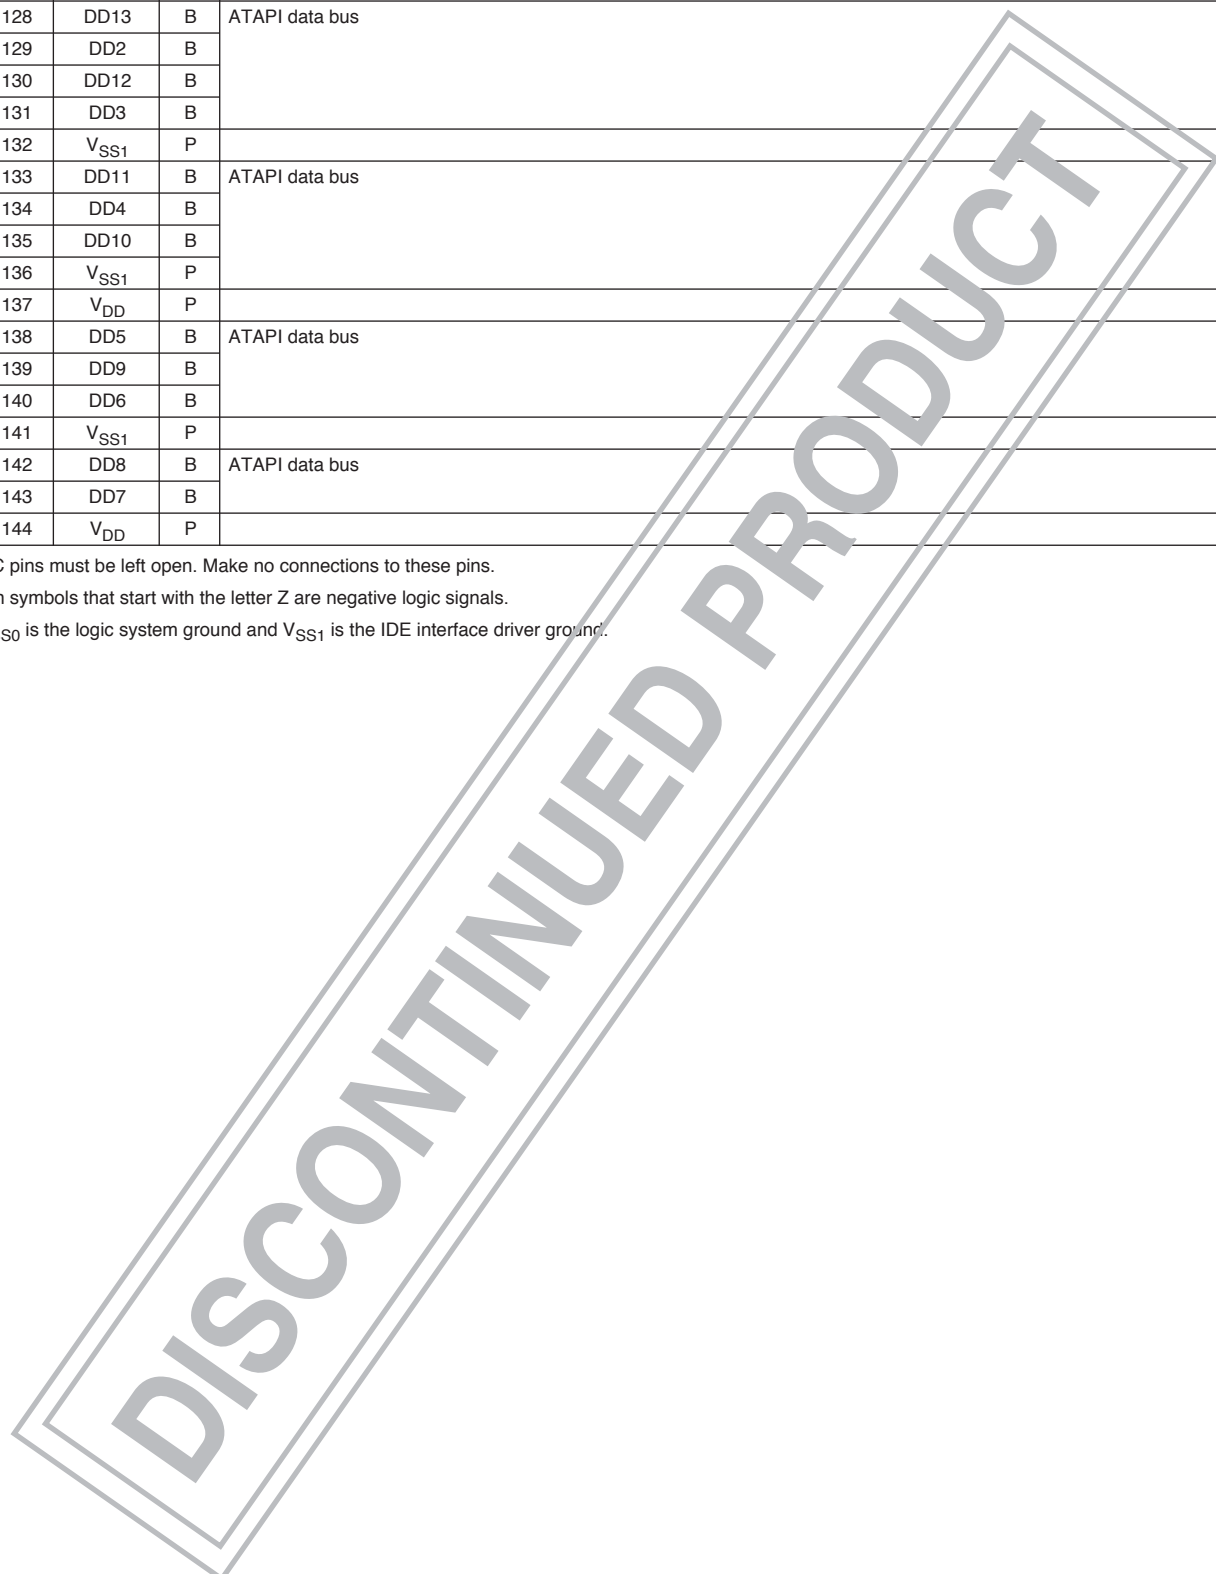 128 DD13 B ATAPI data bus
129 DD2 B
130 DD12 B
131 DD3 B
132 VSS1 P
133 DD11 B ATAPI data bus
134 DD4 B
135 DD10 B
136 VSS1 P
137 VDD P
138 DD5 B ATAPI data bus
139 DD9 B
140 DD6 B
141 VSS1 P
142 DD8 B ATAPI data bus
143 DD7 B
144 VDD P
C pins must be left open. Make no connections to these pins.
n symbols that start with the letter Z are negative logic signals.
S0 is the logic system ground and VSS1 is the IDE interface driver ground.
DISCONTINUED PRODUCT